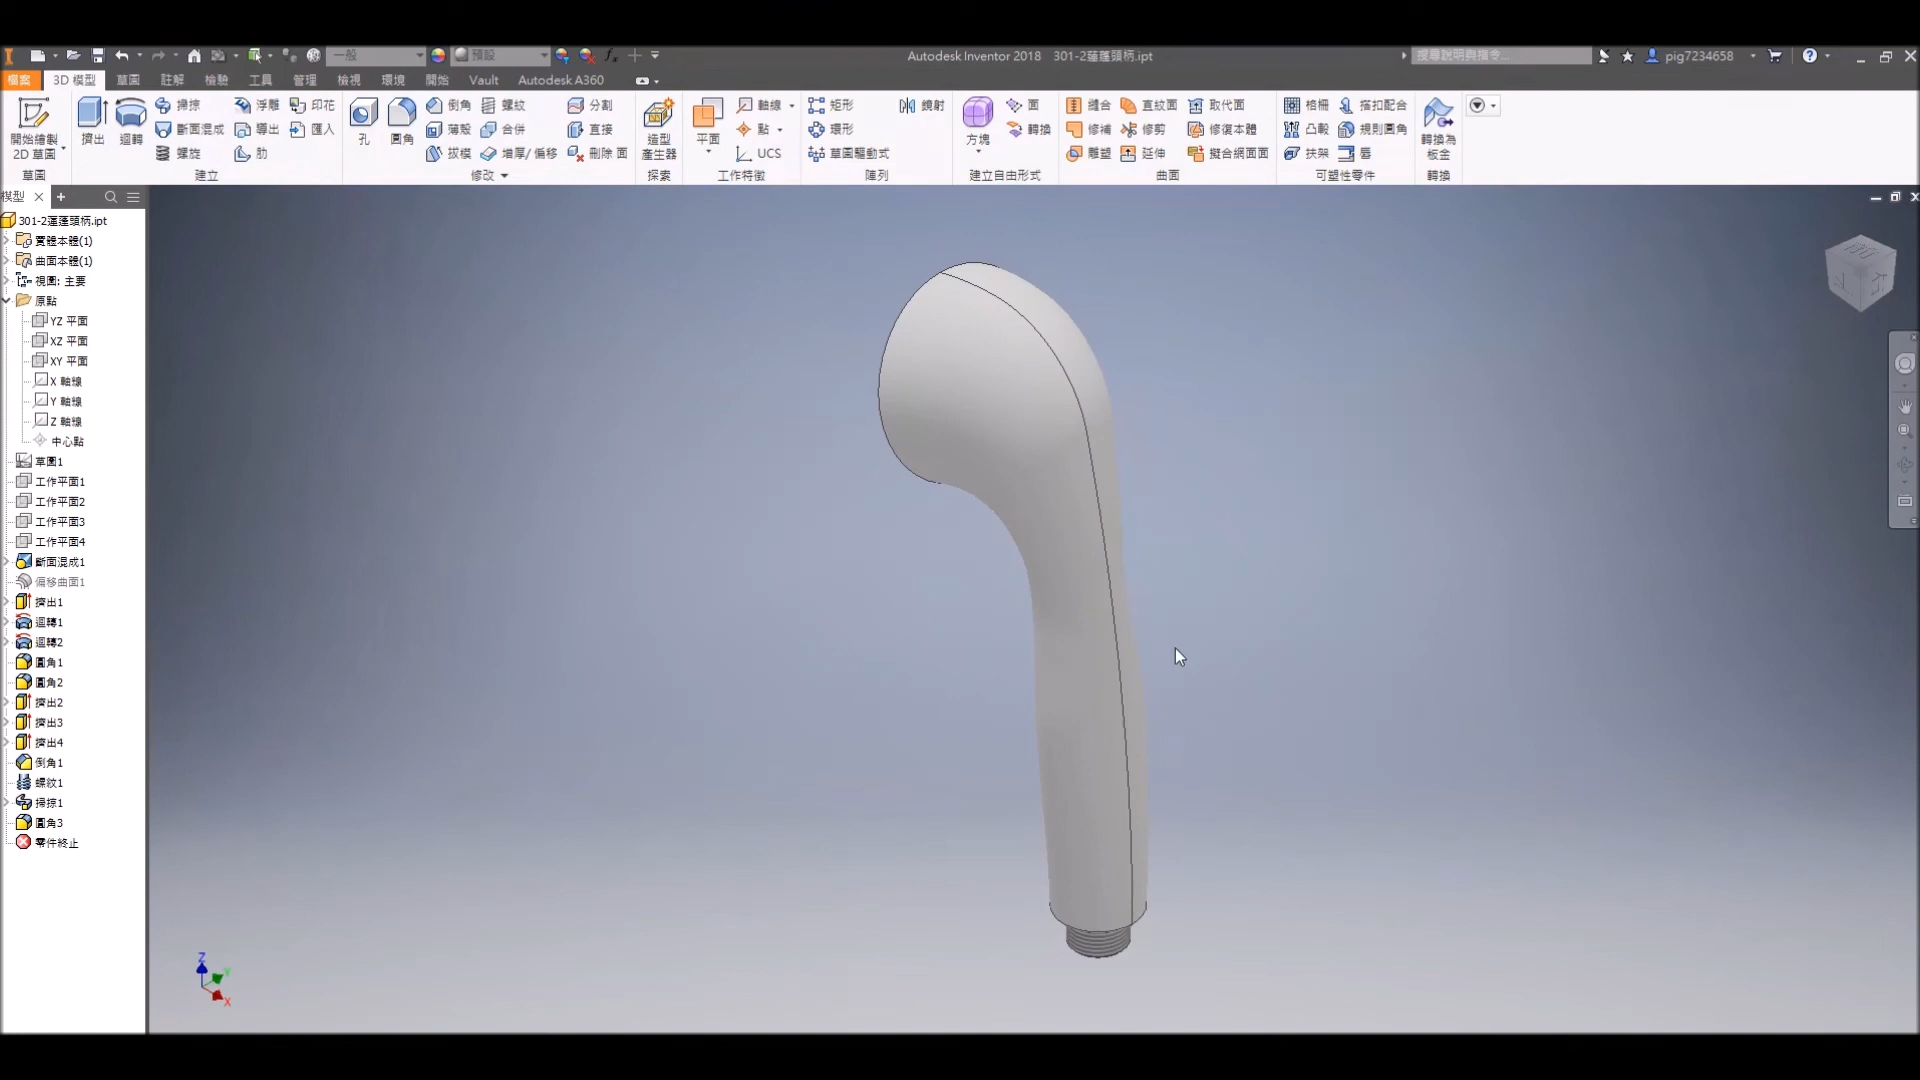 一般
預設
Autodesk Inventor 2018 301-2蓮蓬頭柄.ipt
搜尋說明與指令...
pig7234658
檔案 3D 模型 草圖 註解 檢驗 工具 管理 檢視 環境 開始 Vault Autodesk A360
開始繪製 2D 草圖
草圖
擠出 迴轉
掃掠 浮雕 印花
斷面混成 導出 匯入
螺旋 肋
建立
孔 圓角
倒角 螺紋 分割
薄殼 合併 直接
拔模 增厚/偏移 刪除 面
修改
造型 產生器
探索
平面
軸線
點
UCS
工作特徵
矩形 鏡射
環形
草圖驅動式
陣列
方塊
面
轉換
建立自由形式
縫合 直紋面 取代面
修補 修剪 修復本體
雕塑 延伸 擬合網面面
曲面
格柵 搭扣配合
凸轂 規則圓角
扶架 唇
可塑性零件
轉換為 板金
轉換
模型
301-2蓮蓬頭柄.ipt
實體本體(1)
曲面本體(1)
視圖: 主要
原點
YZ 平面
XZ 平面
XY 平面
X 軸線
Y 軸線
Z 軸線
中心點
草圖1
工作平面1
工作平面2
工作平面3
工作平面4
斷面混成1
偏移曲面1
擠出1
迴轉1
迴轉2
圓角1
圓角2
擠出2
擠出3
擠出4
倒角1
螺紋1
掃掠1
圓角3
零件終止
Z
Y
X